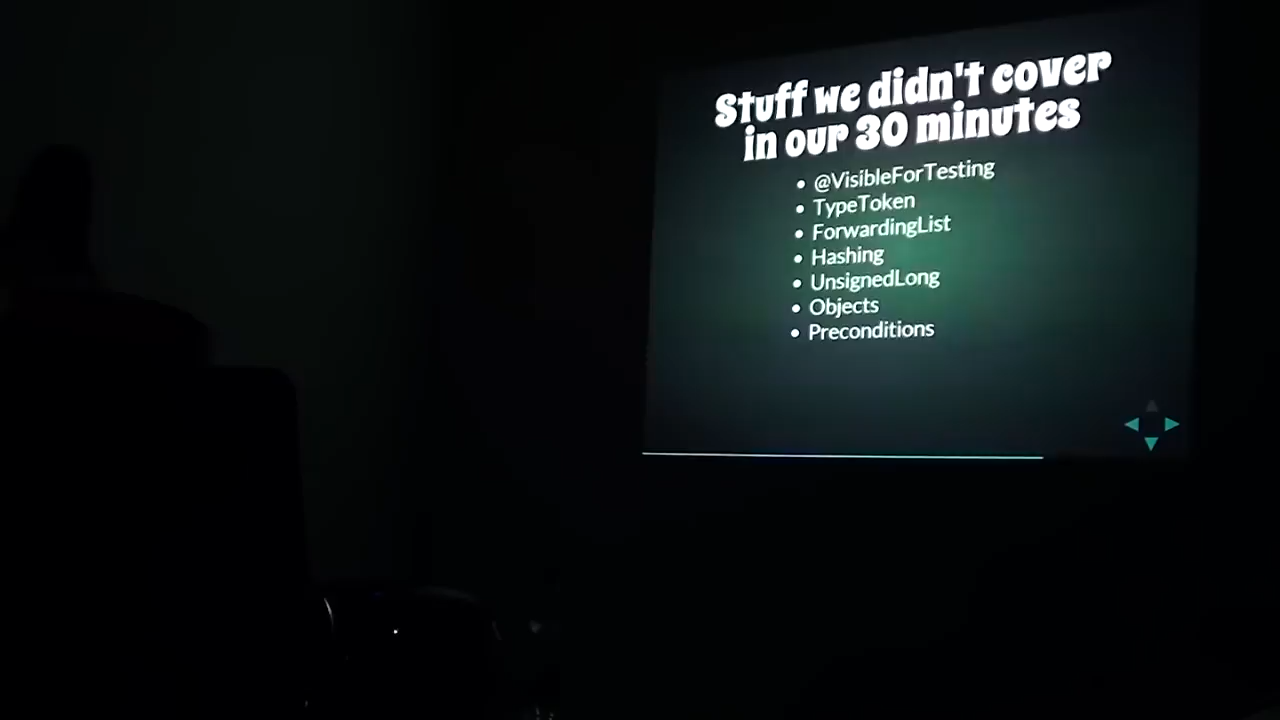 Stuff we didn't cover
in our 30 minutes
@VisibleForTesting
TypeToken
ForwardingList
Hashing
UnsignedLong
Objects
Preconditions